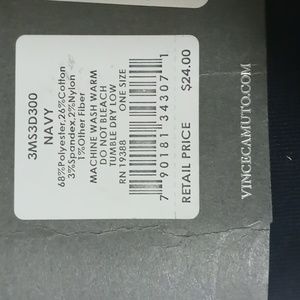 3MS3D300
NAVY
68%Polyester,26%Cotton
3%Spandex,2%Nylon
1%Other Fiber
MACHINE WASH WARM
DO NOT BLEACH
TUMBLE DRY LOW
RN 19388 ONE SIZE
7 90181 34307 1
RETAIL PRICE $24.00
VINCECAMUTO.COM